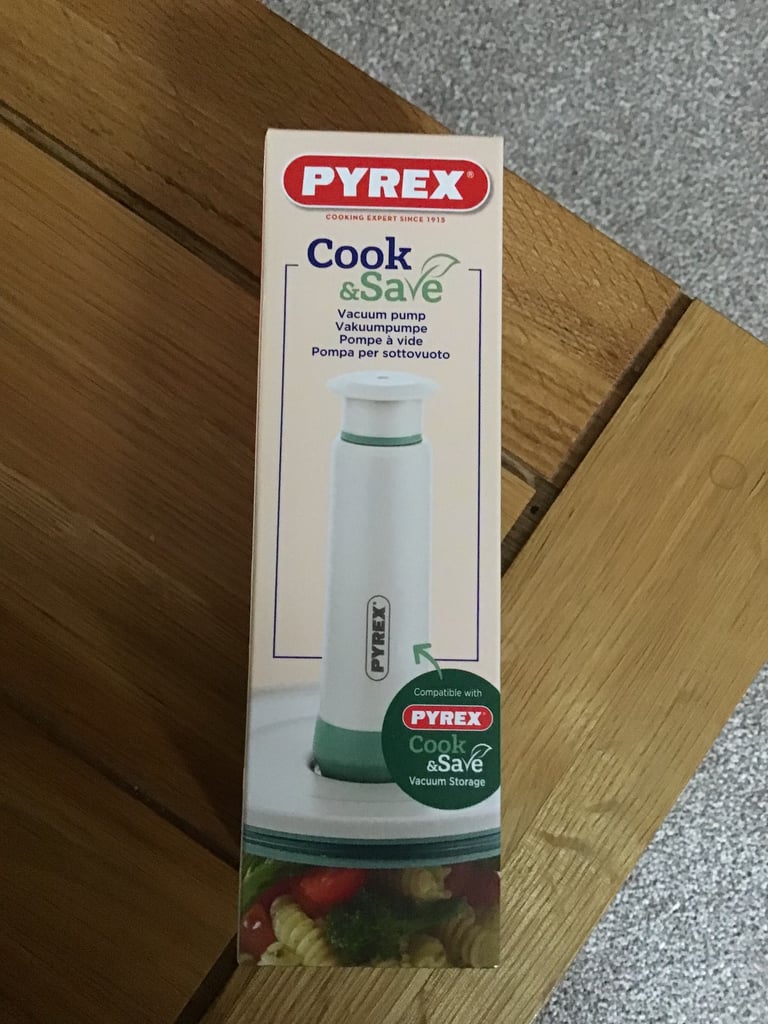 PYREX®
COOKING EXPERT SINCE 1915
Cook
&Save
Vacuum pump
Vakuumpumpe
Pompe à vide
Pompa per sottovuoto
PYREX®
Compatible with
PYREX®
Cook
&Save
Vacuum Storage